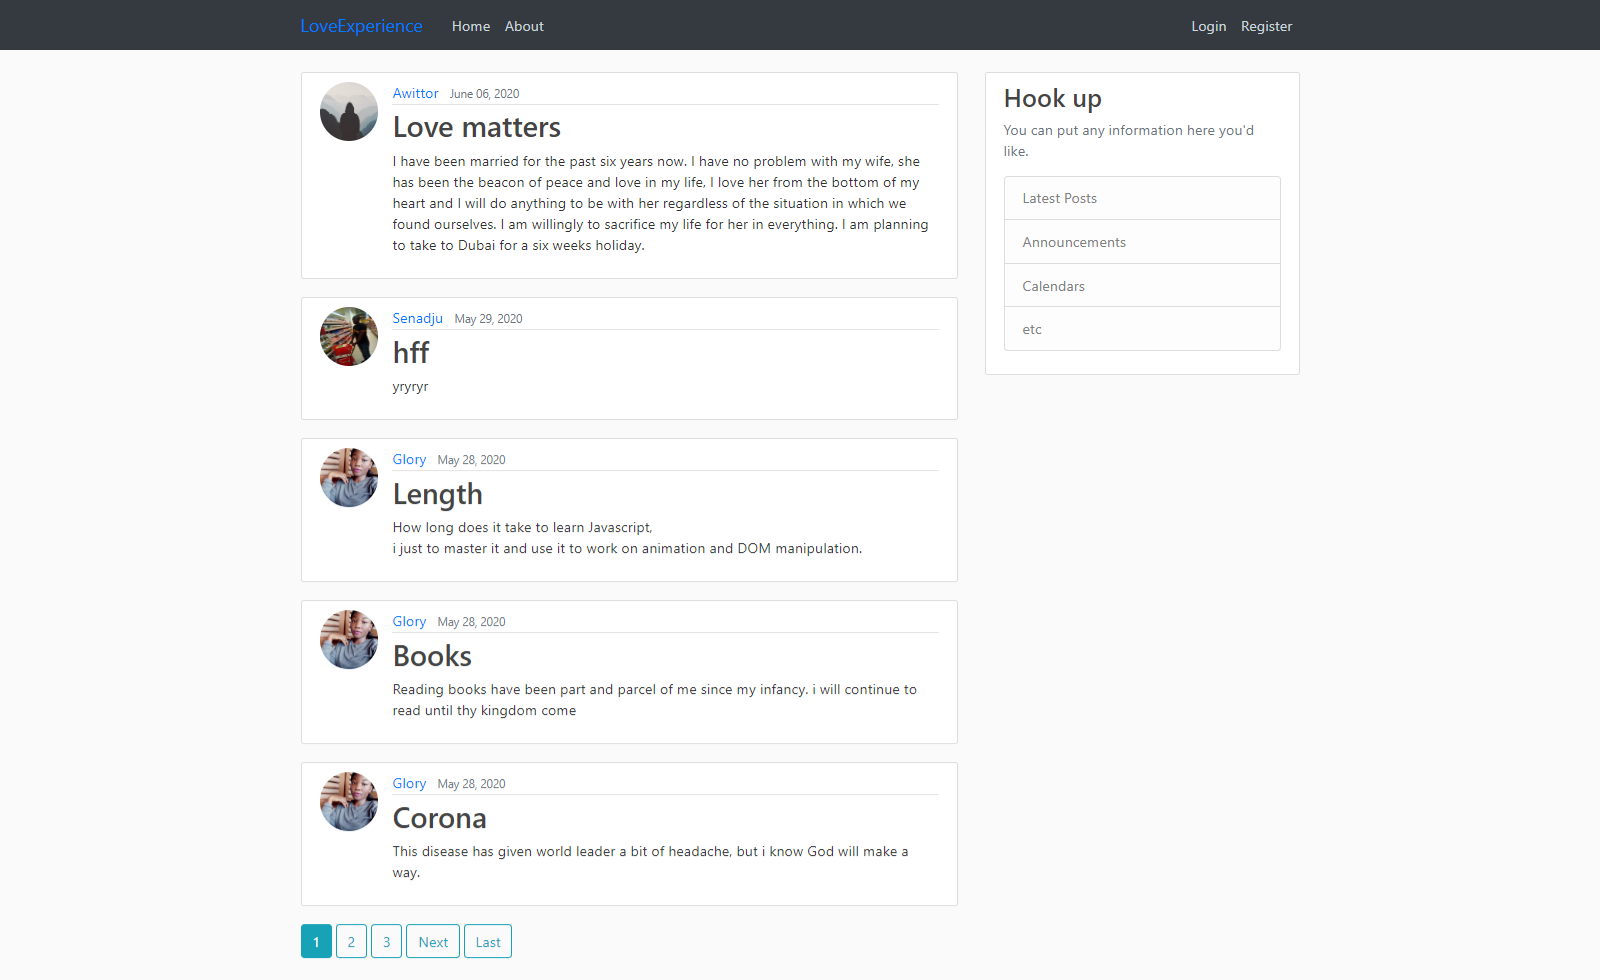 LoveExperience Home About Login Register
Awittor June 06, 2020
Love matters
I have been married for the past six years now. I have no problem with my wife, she
has been the beacon of peace and love in my life, I love her from the bottom of my
heart and I will do anything to be with her regardless of the situation in which we
found ourselves. I am willingly to sacrifice my life for her in everything. I am planning
to take to Dubai for a six weeks holiday.
Senadju May 29, 2020
hff
yryryr
Glory May 28, 2020
Length
How long does it take to learn Javascript,
i just to master it and use it to work on animation and DOM manipulation.
Glory May 28, 2020
Books
Reading books have been part and parcel of me since my infancy. i will continue to
read until thy kingdom come
Glory May 28, 2020
Corona
This disease has given world leader a bit of headache, but i know God will make a
way.
1 2 3 Next Last
Hook up
You can put any information here you'd
like.
Latest Posts
Announcements
Calendars
etc